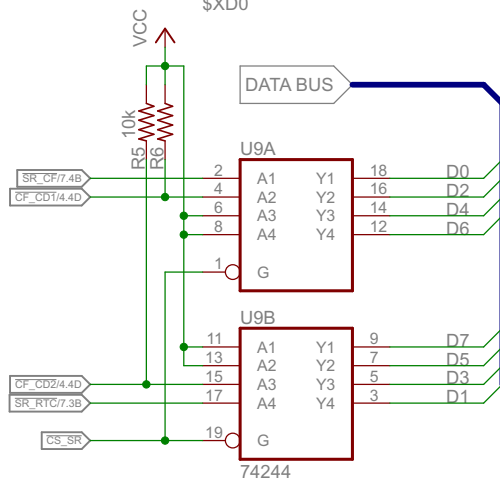 $XD0
VCC
DATA BUS
10k
R5
R6
U9A
SR_CF/7.4B
2 A1 Y1 18 D0
CF_CD1/4.4D
4 A2 Y2 16 D2
6 A3 Y3 14 D4
8 A4 Y4 12 D6
1 G
U9B
11 A1 Y1 9 D7
13 A2 Y2 7 D5
CF_CD2/4.4D
15 A3 Y3 5 D3
SR_RTC/7.3B
17 A4 Y4 3 D1
CS_SR
19 G
74244